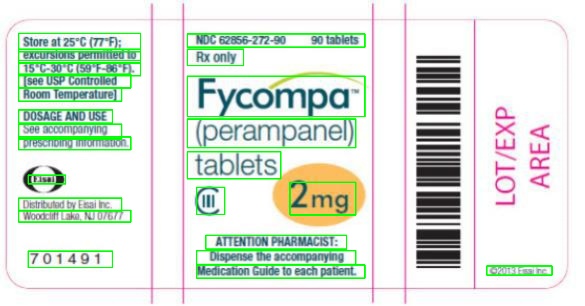 Store at 25°C (77°F);
excursions permitted to
15°C-30°C (59°F-86°F).
[see USP Controlled
Room Temperature]
DOSAGE AND USE
See accompanying
prescribing information.
Eisai
Distributed by Eisai Inc.
Woodcliff Lake, NJ 07677
701491
NDC 62856-272-90 90 tablets
Rx only
Fycompa™
(perampanel)
tablets
CIII
2 mg
ATTENTION PHARMACIST:
Dispense the accompanying
Medication Guide to each patient.
LOT/EXP
AREA
©2013 Eisai Inc.